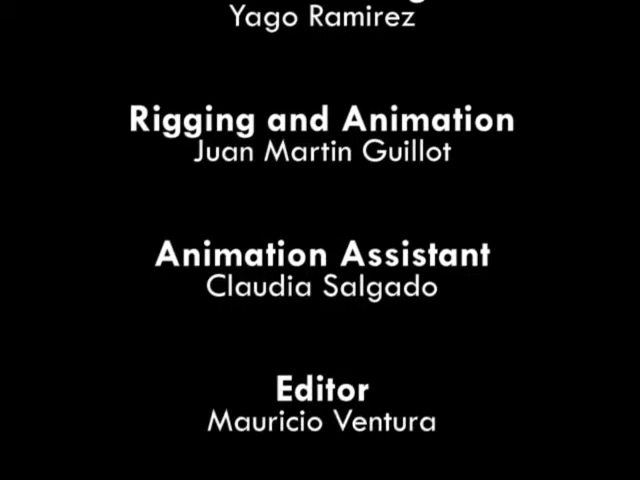 Yago Ramirez
Rigging and Animation
Juan Martin Guillot
Animation Assistant
Claudia Salgado
Editor
Mauricio Ventura